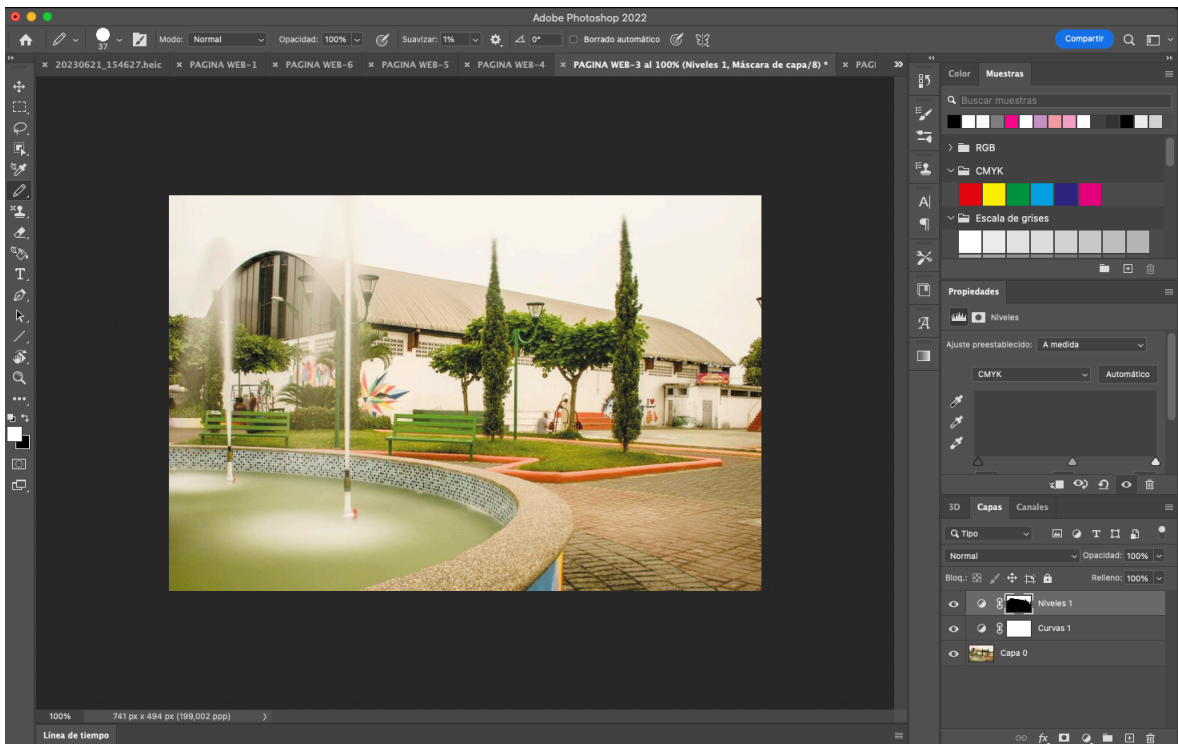 Adobe Photoshop 2022
37
Modo: Normal
Opacidad: 100%
Suavizar: 1%
0°
Borrado automático
Compartir
× 20230621_154627.heic
× PAGINA WEB-1
× PAGINA WEB-6
× PAGINA WEB-5
× PAGINA WEB-4
× PAGINA WEB-3 al 100% (Niveles 1, Máscara de capa/8) *
× PAGI
Color Muestras
Buscar muestras
RGB
CMYK
Escala de grises
Propiedades
Niveles
Ajuste preestablecido: A medida
CMYK
Automático
3D Capas Canales
Tipo
Normal
Opacidad: 100%
Bloq.:
Relleno: 100%
Niveles 1
Curvas 1
Capa 0
100%
741 px x 494 px (199,002 ppp)
Línea de tiempo